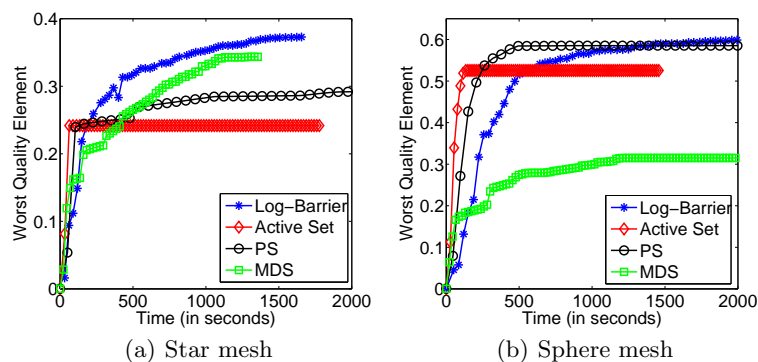 0.4
0.3
0.2
0.1
0
Worst Quality Element
0 500 1000 1500 2000
Time (in seconds)
Log−Barrier
Active Set
PS
MDS
(a) Star mesh
0.6
0.5
0.4
0.3
0.2
0.1
0
Worst Quality Element
0 500 1000 1500 2000
Time (in seconds)
Log−Barrier
Active Set
PS
MDS
(b) Sphere mesh